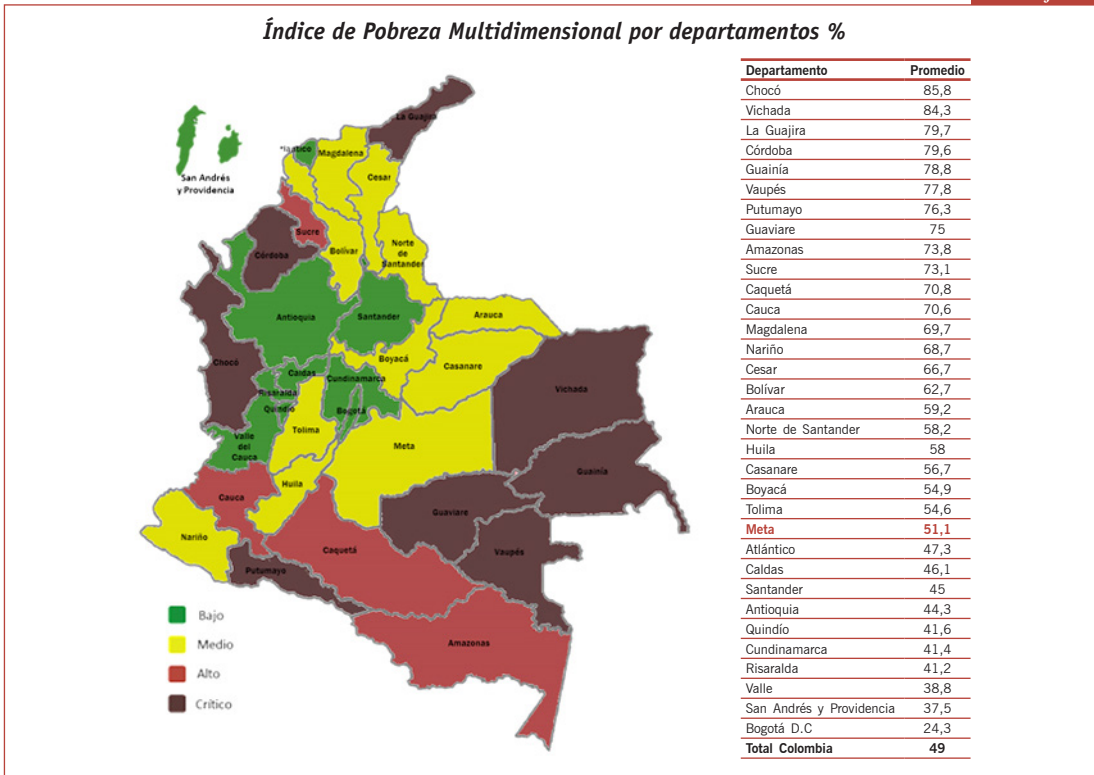 Índice de Pobreza Multidimensional por departamentos %
La Guajira
Magdalena
Cesar
San Andrés
y Providencia
Sucre
Bolívar
Norte
de
Santander
Córdoba
Antioquia
Santander
Arauca
Chocó
Boyacá
Casanare
Caldas
Cundinamarca
Risaralda
Quindío
Bogotá
Vichada
Tolima
Valle
del
Cauca
Meta
Guainía
Huila
Cauca
Guaviare
Nariño
Caquetá
Vaupés
Putumayo
Amazonas
Bajo
Medio
Alto
Crítico
Departamento Promedio
Chocó 85,8
Vichada 84,3
La Guajira 79,7
Córdoba 79,6
Guainía 78,8
Vaupés 77,8
Putumayo 76,3
Guaviare 75
Amazonas 73,8
Sucre 73,1
Caquetá 70,8
Cauca 70,6
Magdalena 69,7
Nariño 68,7
Cesar 66,7
Bolívar 62,7
Arauca 59,2
Norte de Santander 58,2
Huila 58
Casanare 56,7
Boyacá 54,9
Tolima 54,6
Meta 51,1
Atlántico 47,3
Caldas 46,1
Santander 45
Antioquia 44,3
Quindío 41,6
Cundinamarca 41,4
Risaralda 41,2
Valle 38,8
San Andrés y Providencia 37,5
Bogotá D.C 24,3
Total Colombia 49